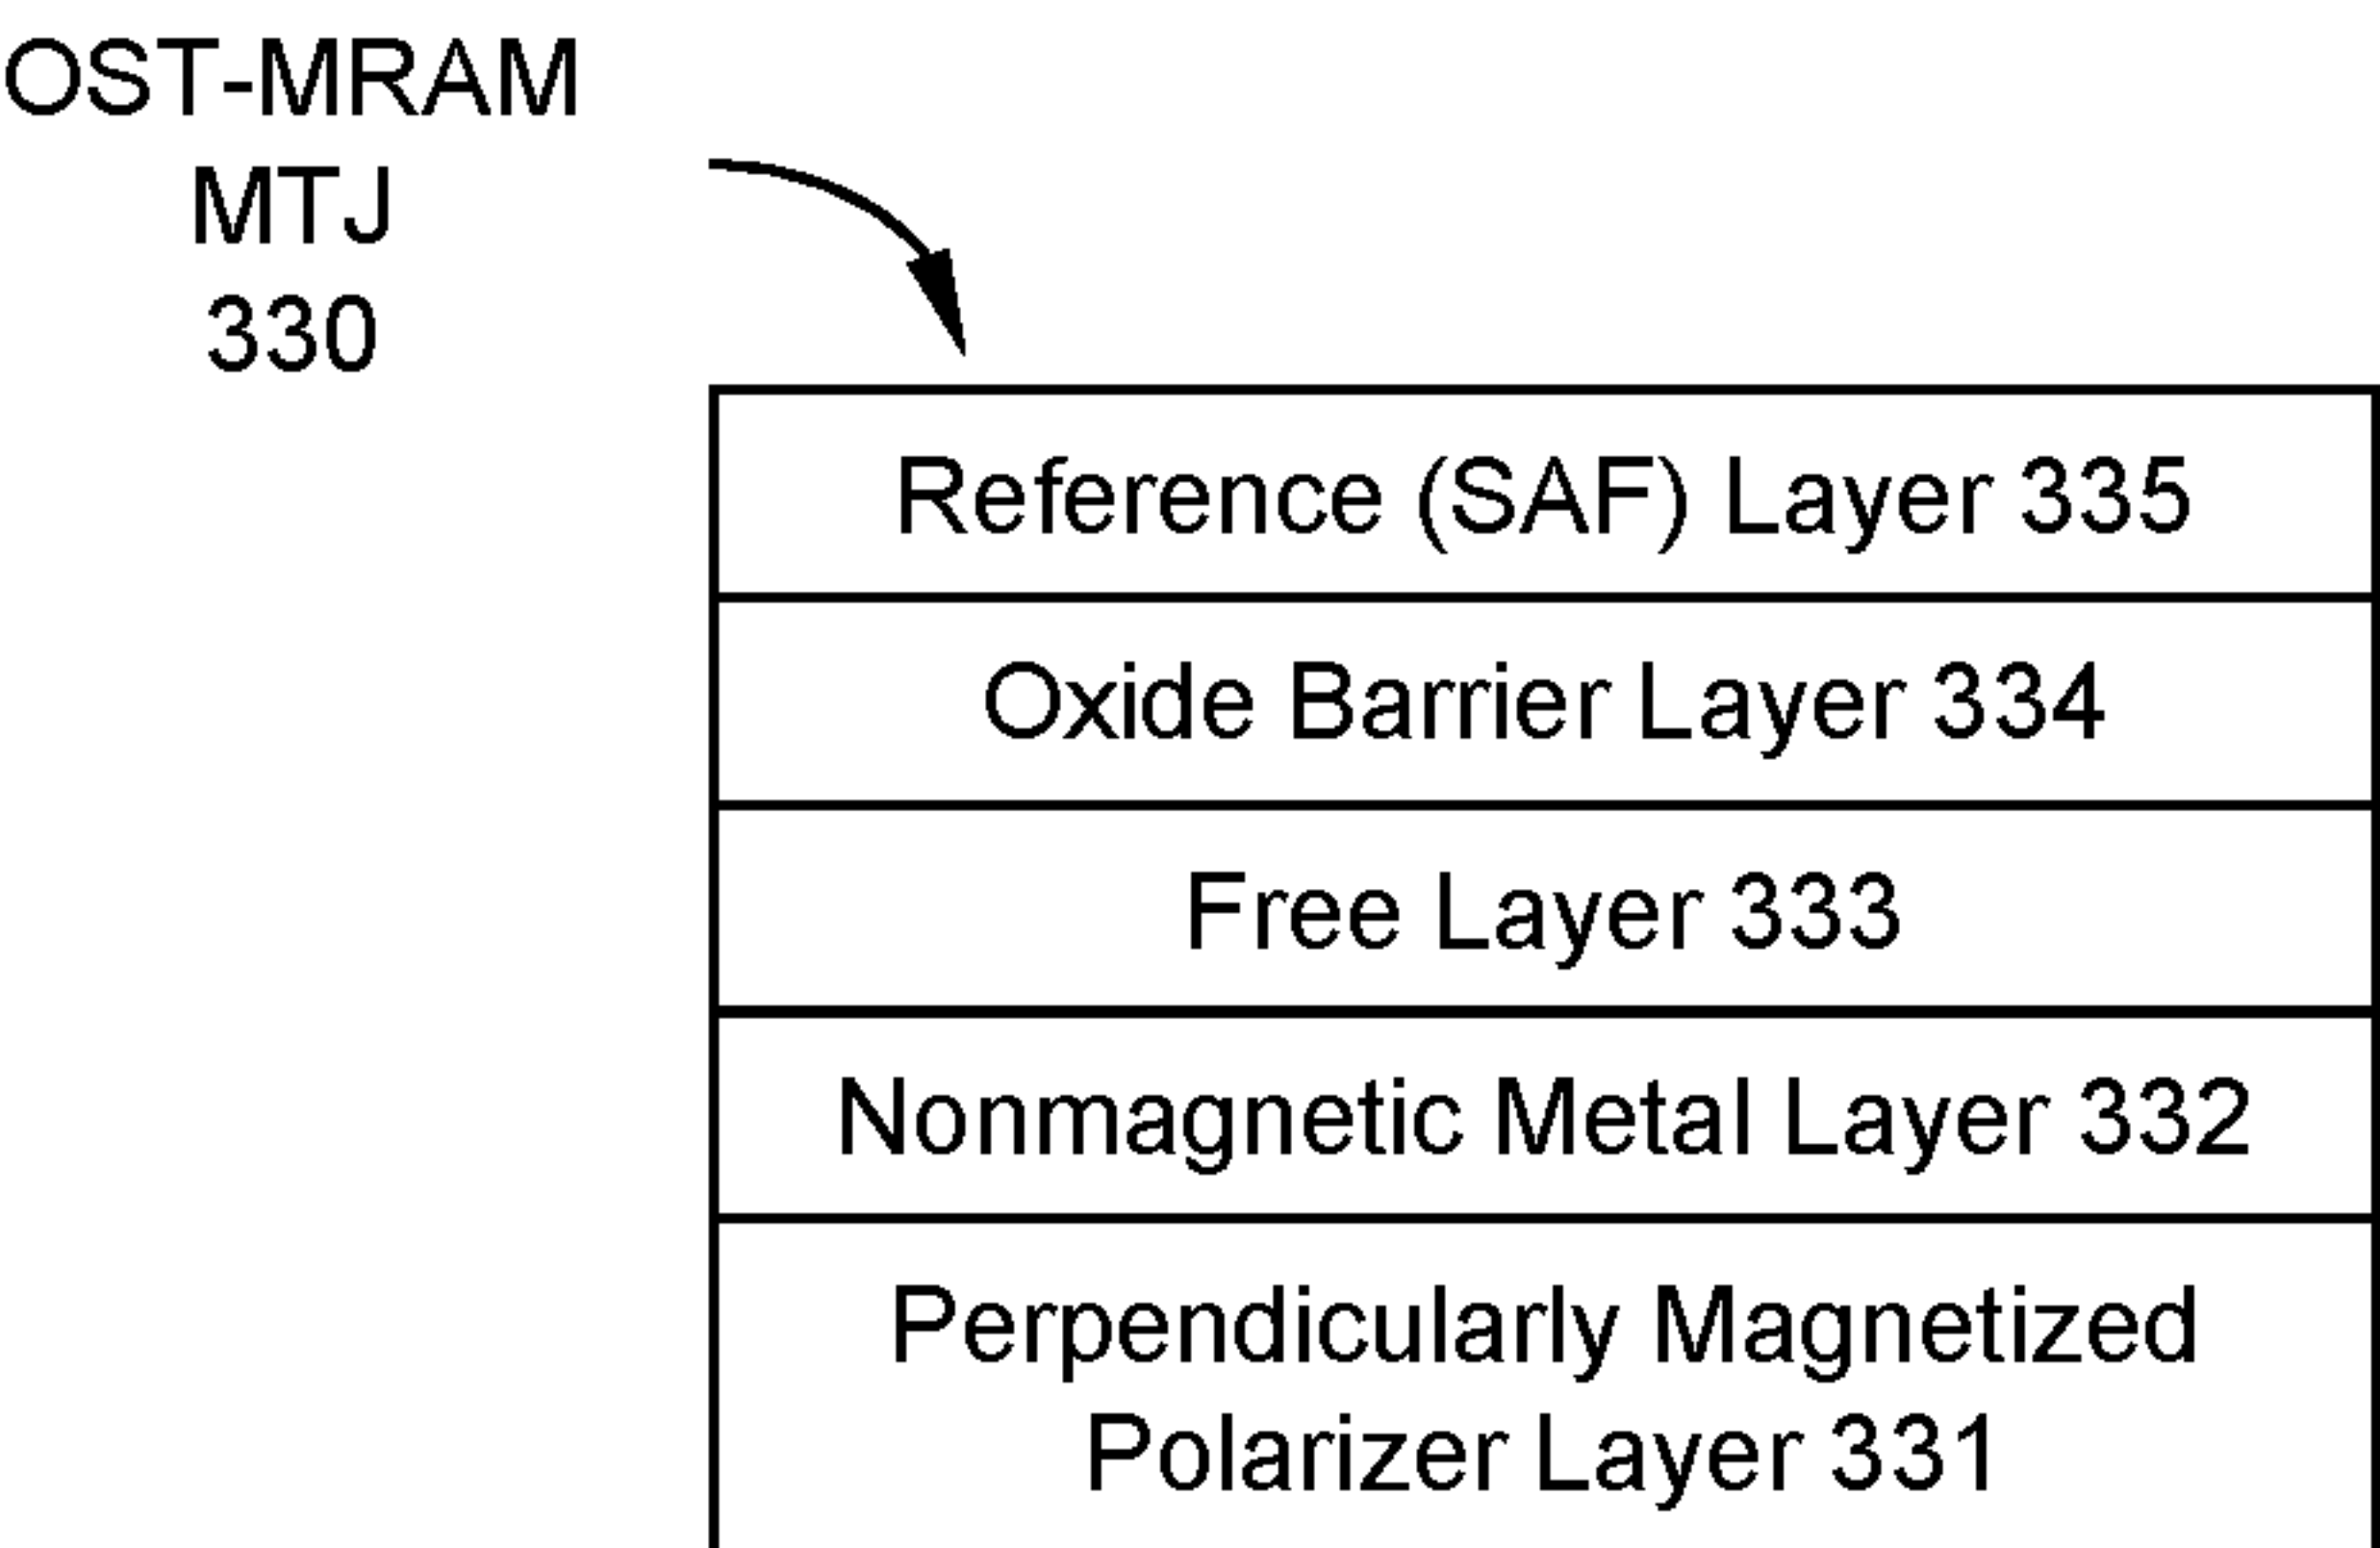 OST-MRAM
MTJ
330
Reference (SAF) Layer 335
Oxide Barrier Layer 334
Free Layer 333
Nonmagnetic Metal Layer 332
Perpendicularly Magnetized
Polarizer Layer 331